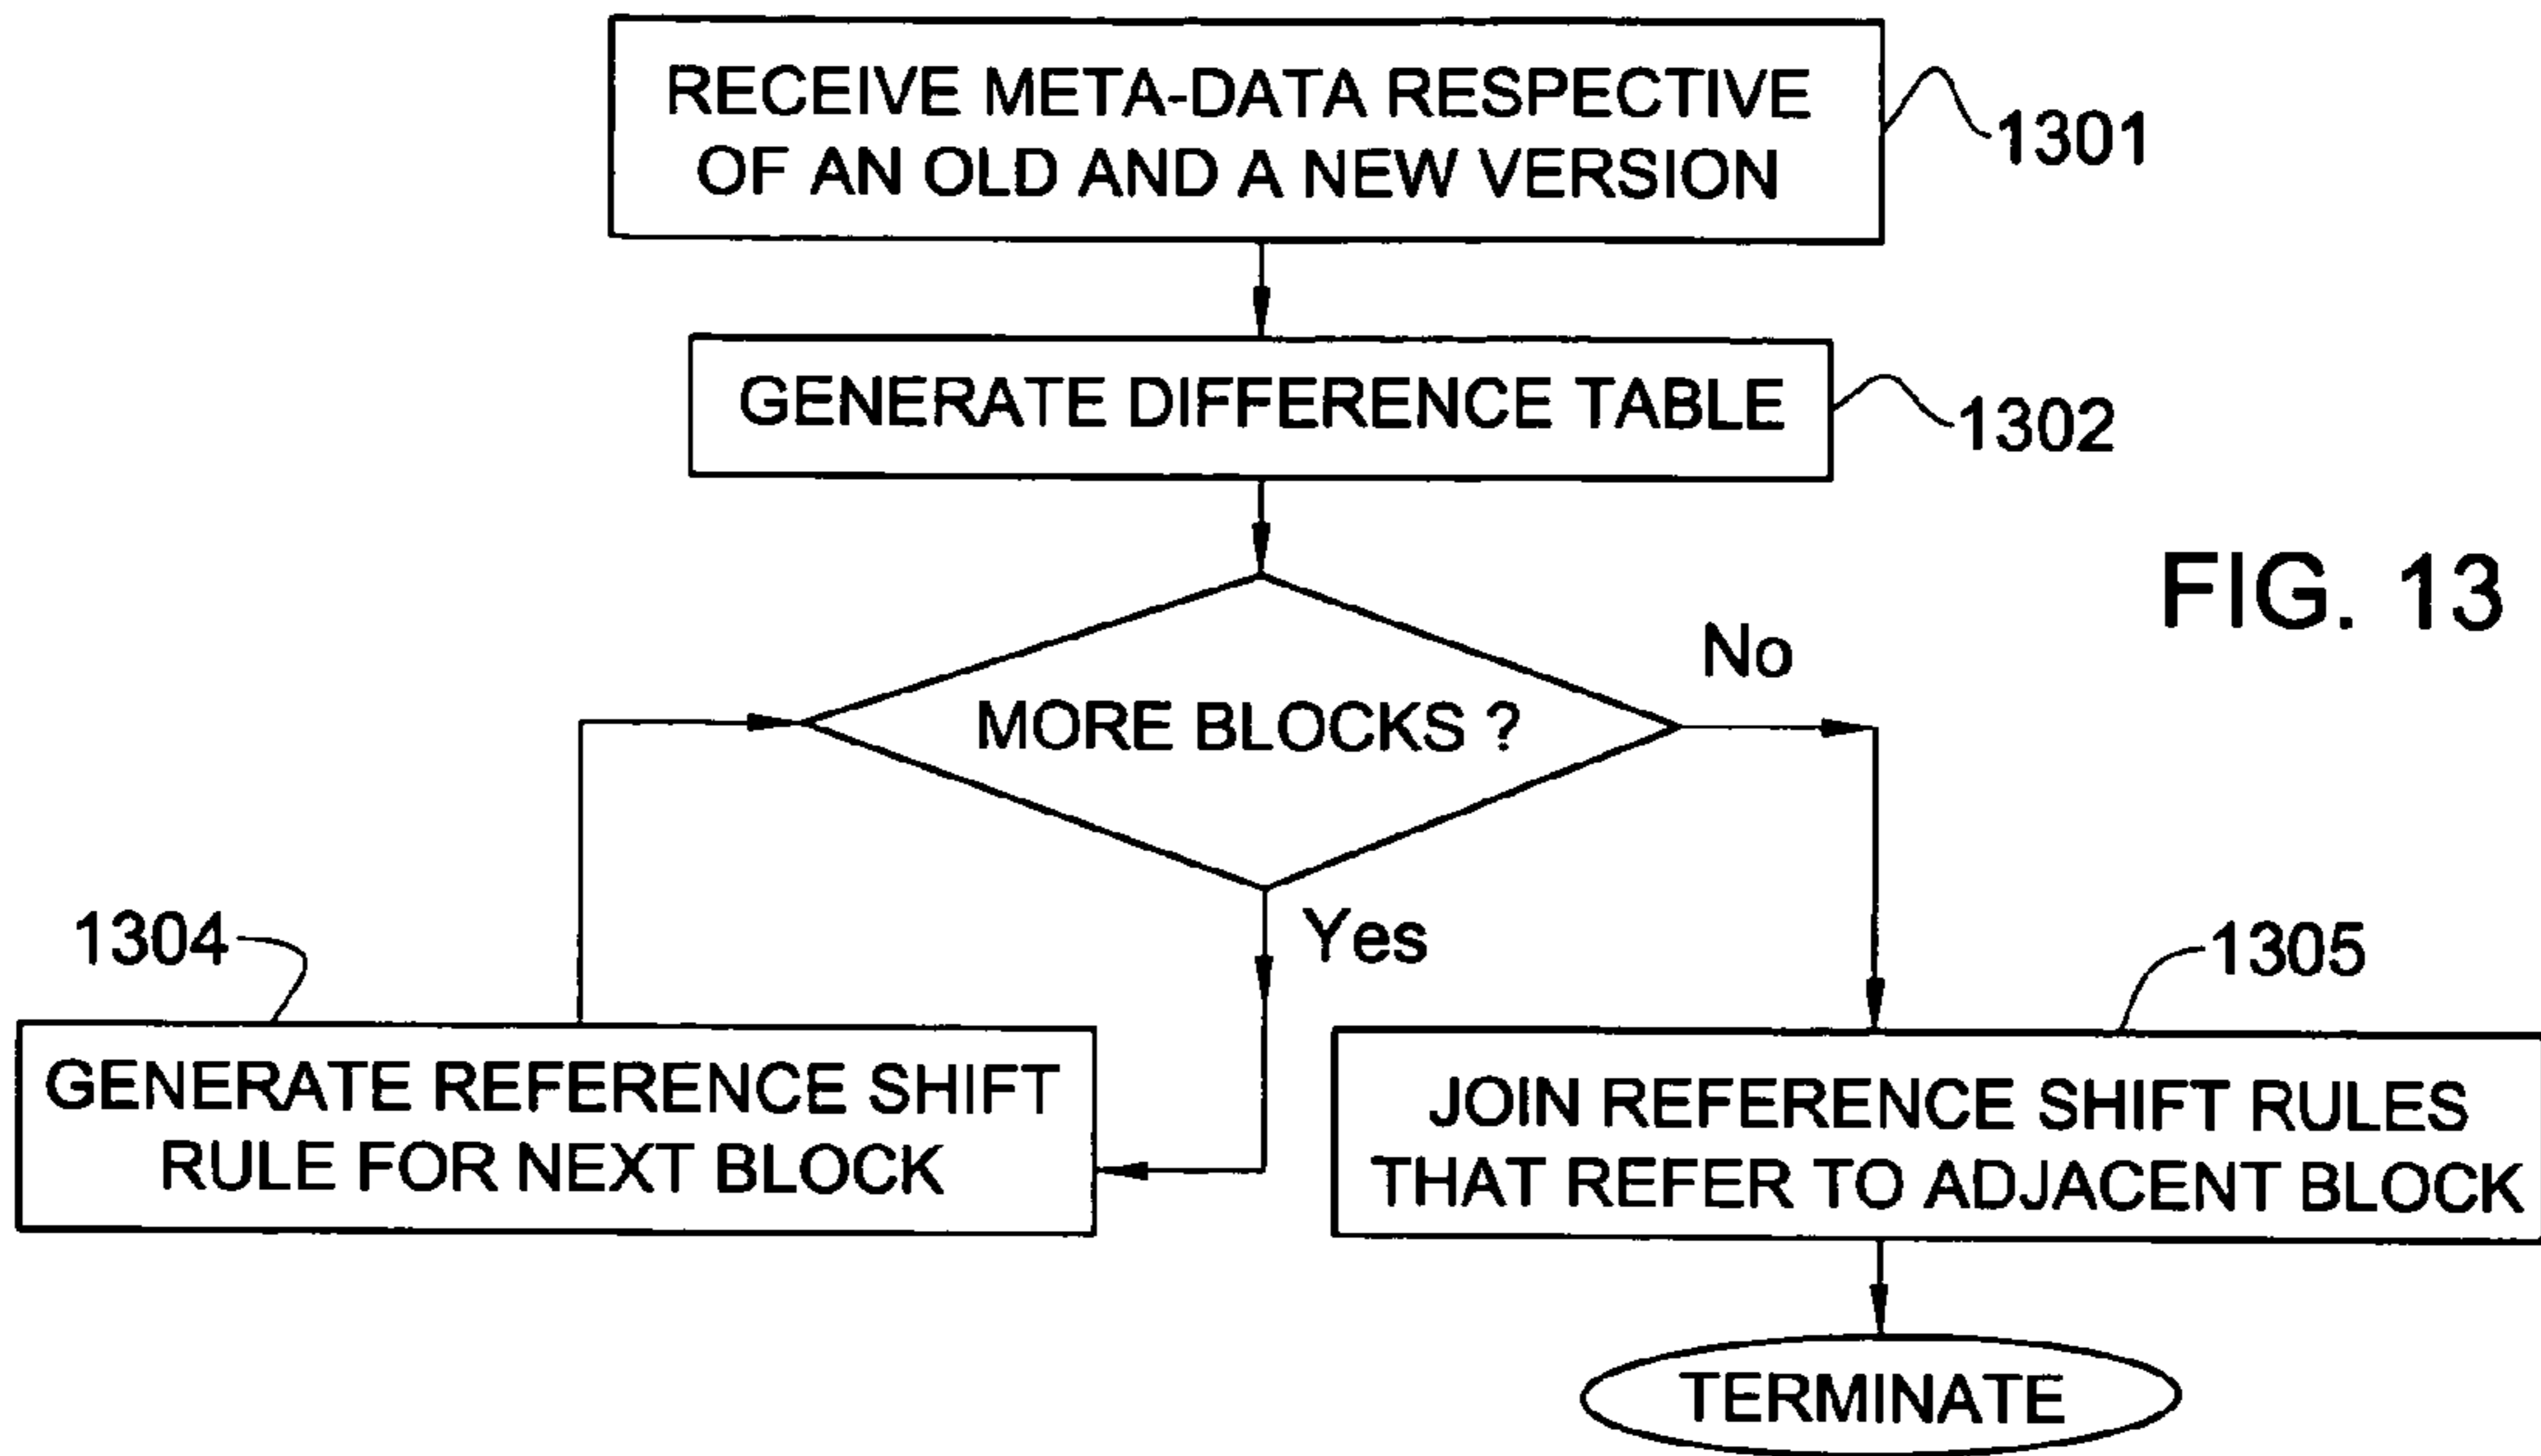 RECEIVE META-DATA RESPECTIVE
OF AN OLD AND A NEW VERSION
1301
GENERATE DIFFERENCE TABLE
1302
FIG. 13
MORE BLOCKS ?
No
Yes
1304
GENERATE REFERENCE SHIFT
RULE FOR NEXT BLOCK
1305
JOIN REFERENCE SHIFT RULES
THAT REFER TO ADJACENT BLOCK
TERMINATE